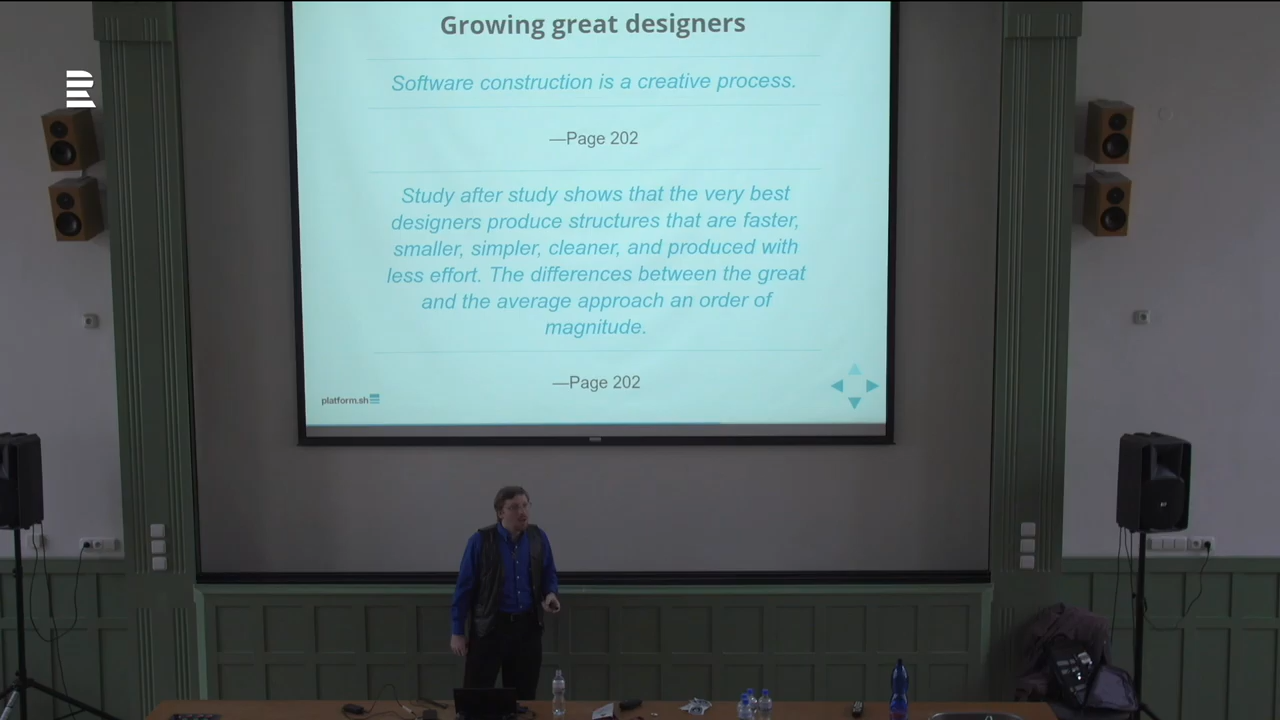 Growing great designers
Software construction is a creative process.
—Page 202
Study after study shows that the very best
designers produce structures that are faster,
smaller, simpler, cleaner, and produced with
less effort. The differences between the great
and the average approach an order of
magnitude.
—Page 202
platform.sh